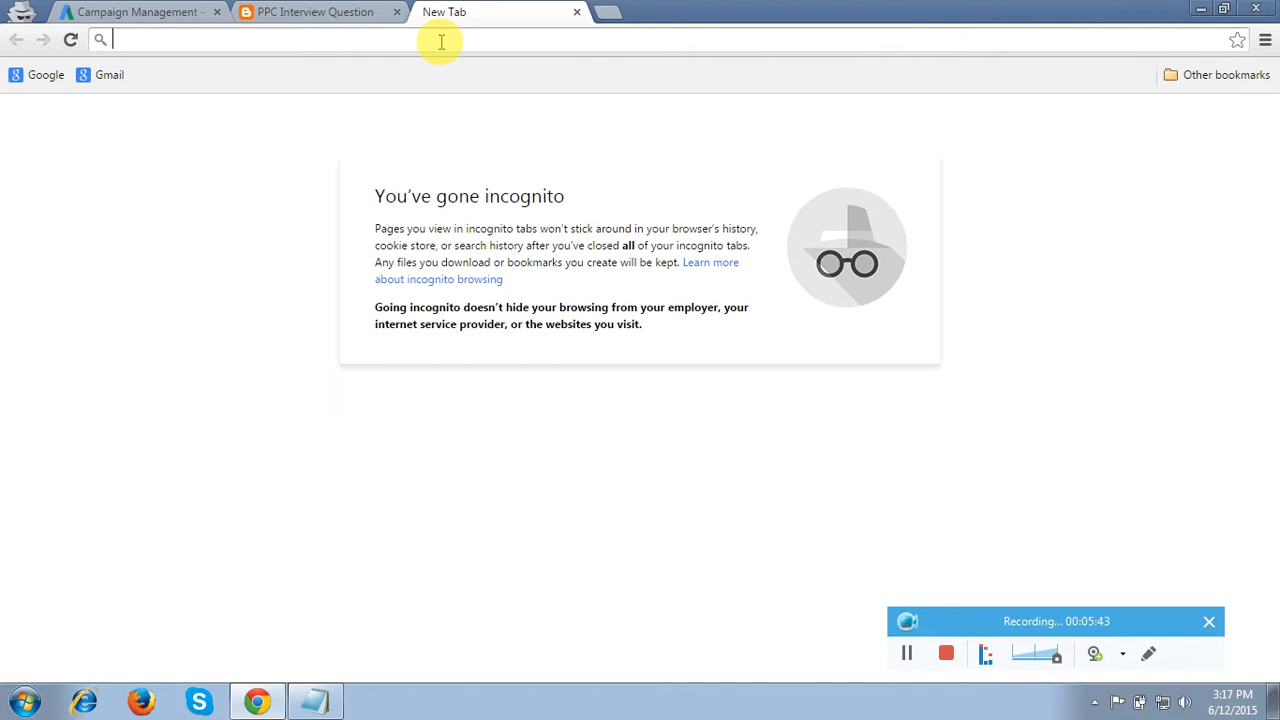 Campaign Management –
PPC Interview Question
New Tab
Google
Gmail
Other bookmarks
You've gone incognito
Pages you view in incognito tabs won't stick around in your browser's history,
cookie store, or search history after you've closed all of your incognito tabs.
Any files you download or bookmarks you create will be kept. Learn more
about incognito browsing
Going incognito doesn't hide your browsing from your employer, your
internet service provider, or the websites you visit.
Recording... 00:05:43
3:17 PM
6/12/2015